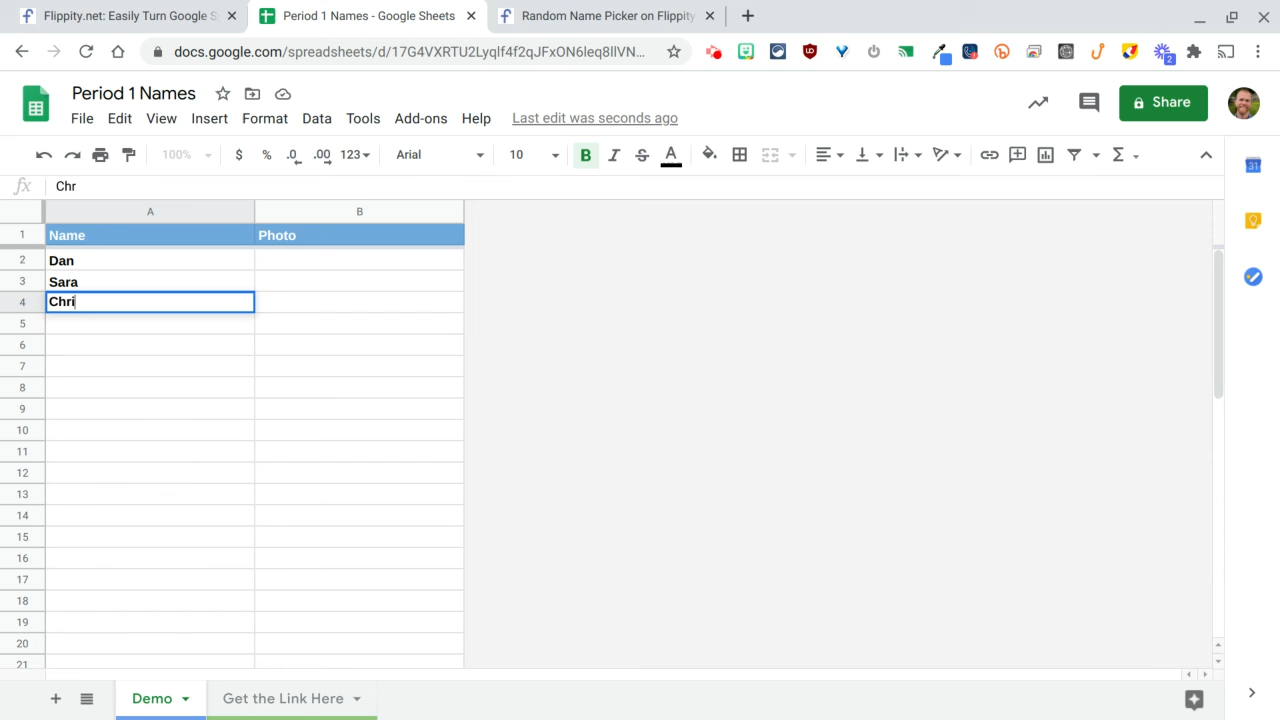 Flippity.net: Easily Turn Google S
Period 1 Names - Google Sheets
Random Name Picker on Flippity
docs.google.com/spreadsheets/d/17G4VXRTU2Lyqlf4f2qJFxON6leq8llVN...
2
Period 1 Names
Share
File Edit View Insert Format Data Tools Add-ons Help Last edit was seconds ago
100% $ % .0 .00 123 Arial 10 B I S A Σ
31
fx Chr
A B
1 Name Photo
2 Dan
3 Sara
4 Chri
5
6
7
8
9
10
11
12
13
14
15
16
17
18
19
20
21
Demo Get the Link Here